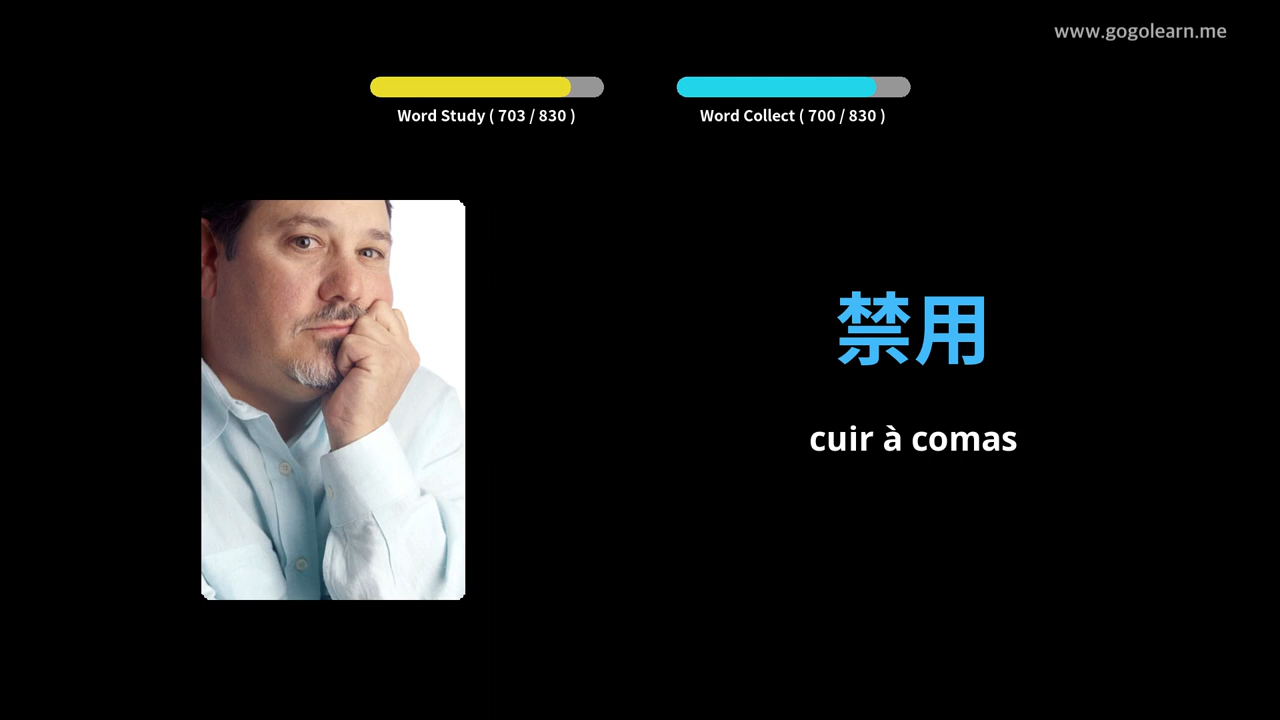 www.gogolearn.me
Word Study ( 703 / 830 )
Word Collect ( 700 / 830 )
禁用
cuir à comas